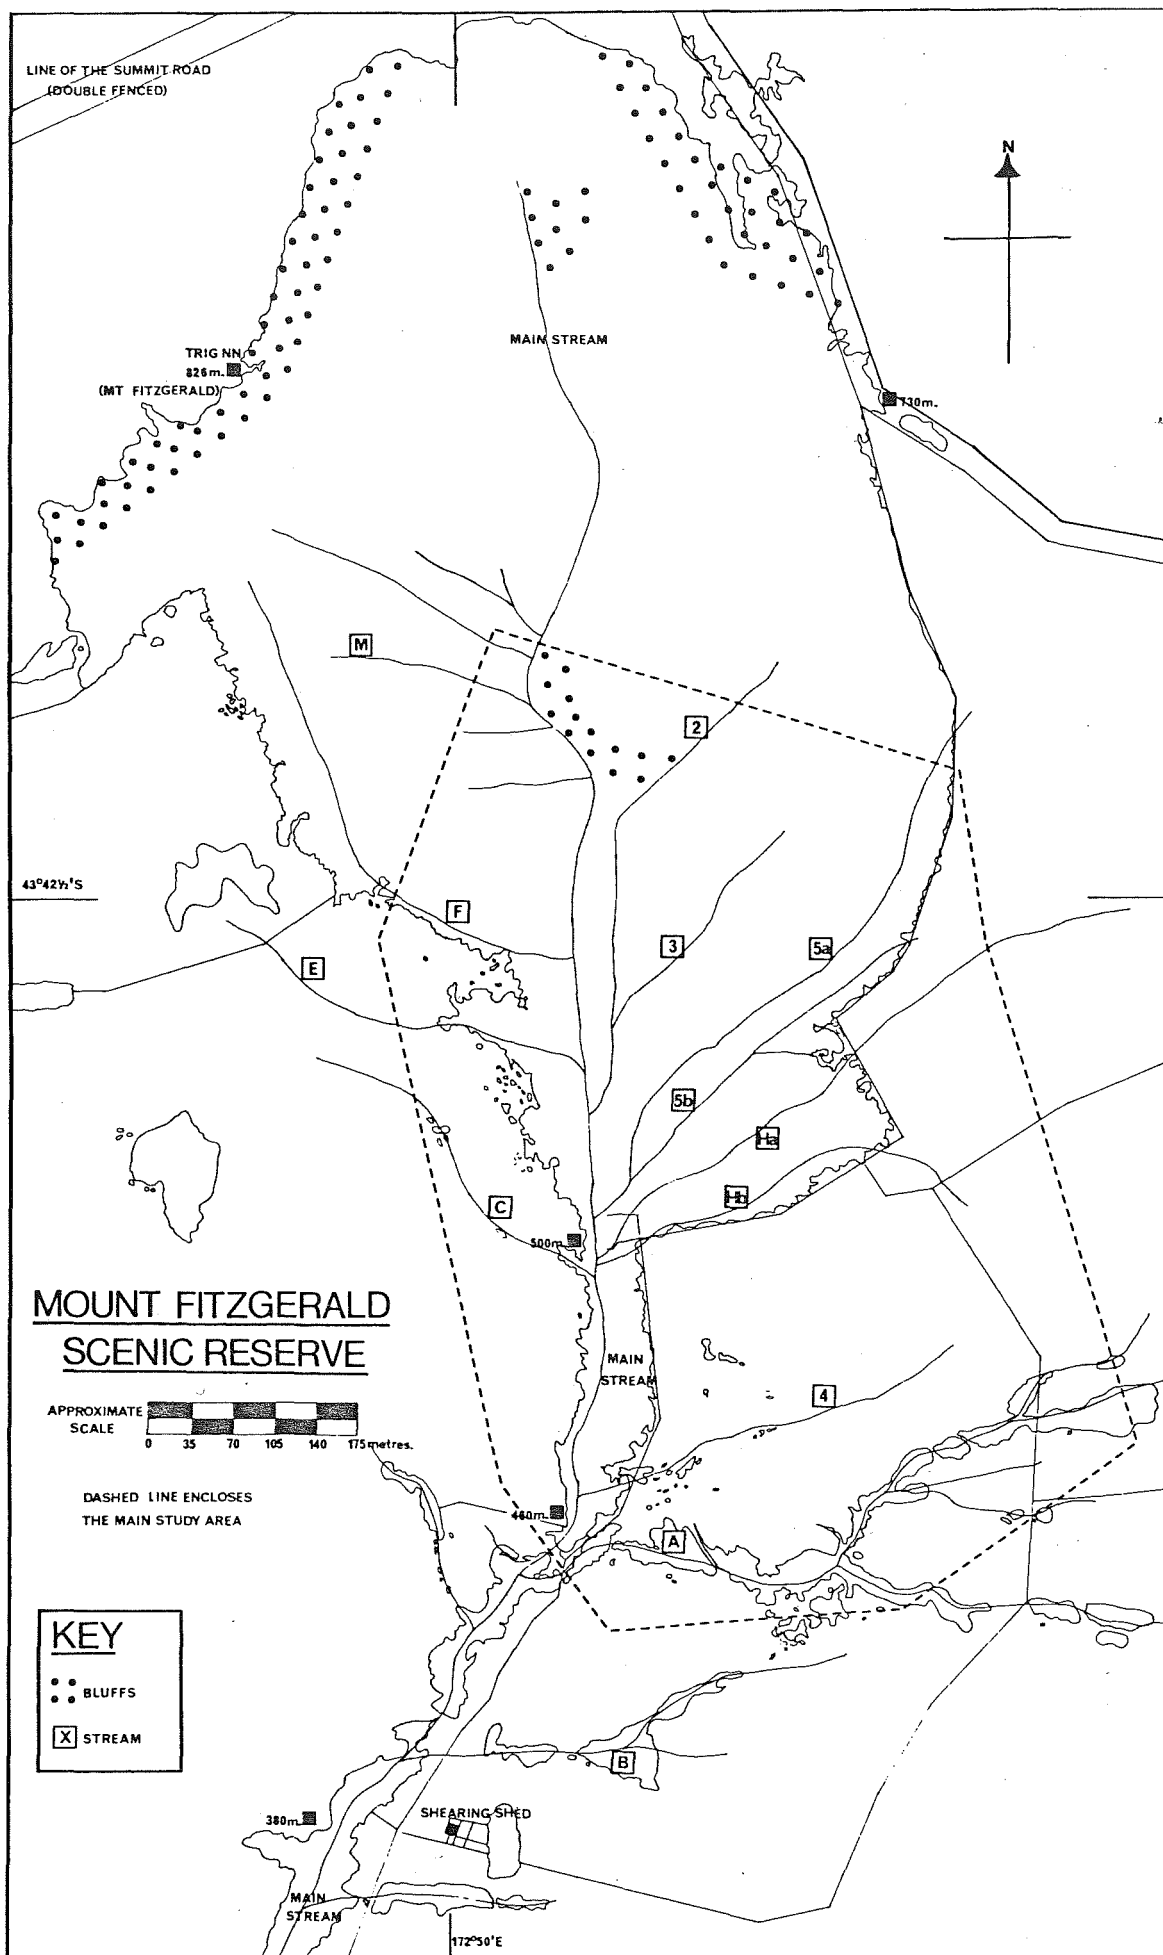 LINE OF THE SUMMIT ROAD
(DOUBLE FENCED)
N
MAIN STREAM
TRIG NN
826m.
(MT FITZGERALD)
730m.
M
2
43°42½'S
F
E
3
5a
5b
Ha
Hb
C
500m.
MOUNT FITZGERALD
SCENIC RESERVE
MAIN
STREAM
APPROXIMATE
SCALE
0 35 70 105 140 175 metres.
4
DASHED LINE ENCLOSES
THE MAIN STUDY AREA
460m.
A
KEY
BLUFFS
X STREAM
B
380m.
SHEARING SHED
MAIN
STREAM
172°50'E